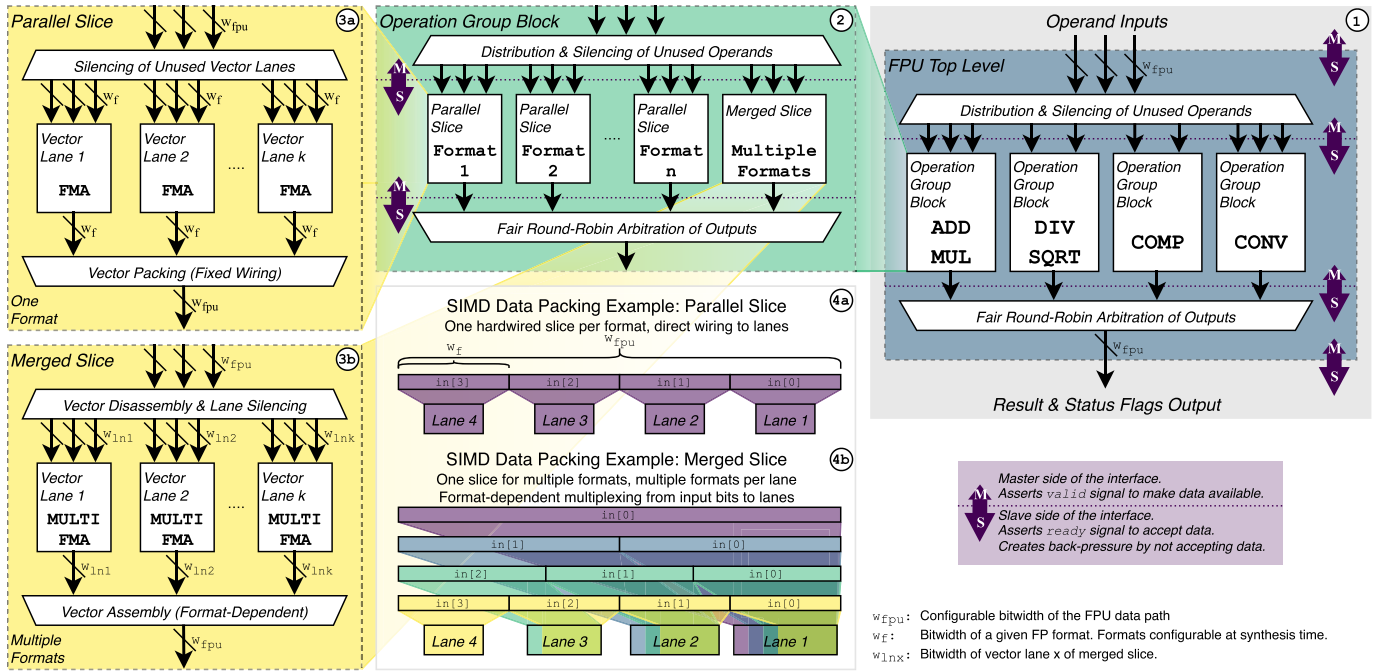 Parallel Slice
3a
wfpu
Silencing of Unused Vector Lanes
wf
wf
wf
Vector
Lane 1
FMA
Vector
Lane 2
FMA
....
Vector
Lane k
FMA
wf
wf
wf
Vector Packing (Fixed Wiring)
One
Format
wfpu
Merged Slice
3b
wfpu
Vector Disassembly & Lane Silencing
wln1
wln2
wlnk
Vector
Lane 1
MULTI
FMA
Vector
Lane 2
MULTI
FMA
....
Vector
Lane k
MULTI
FMA
wln1
wln2
wlnk
Vector Assembly (Format-Dependent)
Multiple
Formats
wfpu
Operation Group Block
2
Distribution & Silencing of Unused Operands
M
S
Parallel
Slice
Format
1
Parallel
Slice
Format
2
....
Parallel
Slice
Format
n
Merged Slice
Multiple
Formats
M
S
Fair Round-Robin Arbitration of Outputs
4a
SIMD Data Packing Example: Parallel Slice
One hardwired slice per format, direct wiring to lanes
wf
wfpu
in[3] in[2] in[1] in[0]
Lane 4 Lane 3 Lane 2 Lane 1
4b
SIMD Data Packing Example: Merged Slice
One slice for multiple formats, multiple formats per lane
Format-dependent multiplexing from input bits to lanes
in[0]
in[1] in[0]
in[2] in[1] in[0]
in[3] in[2] in[1] in[0]
Lane 4 Lane 3 Lane 2 Lane 1
Operand Inputs
1
M
S
FPU Top Level
wfpu
Distribution & Silencing of Unused Operands
M
S
Operation
Group
Block
ADD
MUL
Operation
Group
Block
DIV
SQRT
Operation
Group
Block
COMP
Operation
Group
Block
CONV
M
S
Fair Round-Robin Arbitration of Outputs
wfpu
M
S
Result & Status Flags Output
M
Master side of the interface.
Asserts valid signal to make data available.
S
Slave side of the interface.
Asserts ready signal to accept data.
Creates back-pressure by not accepting data.
wfpu: Configurable bitwidth of the FPU data path
wf: Bitwidth of a given FP format. Formats configurable at synthesis time.
wlnx: Bitwidth of vector lane x of merged slice.